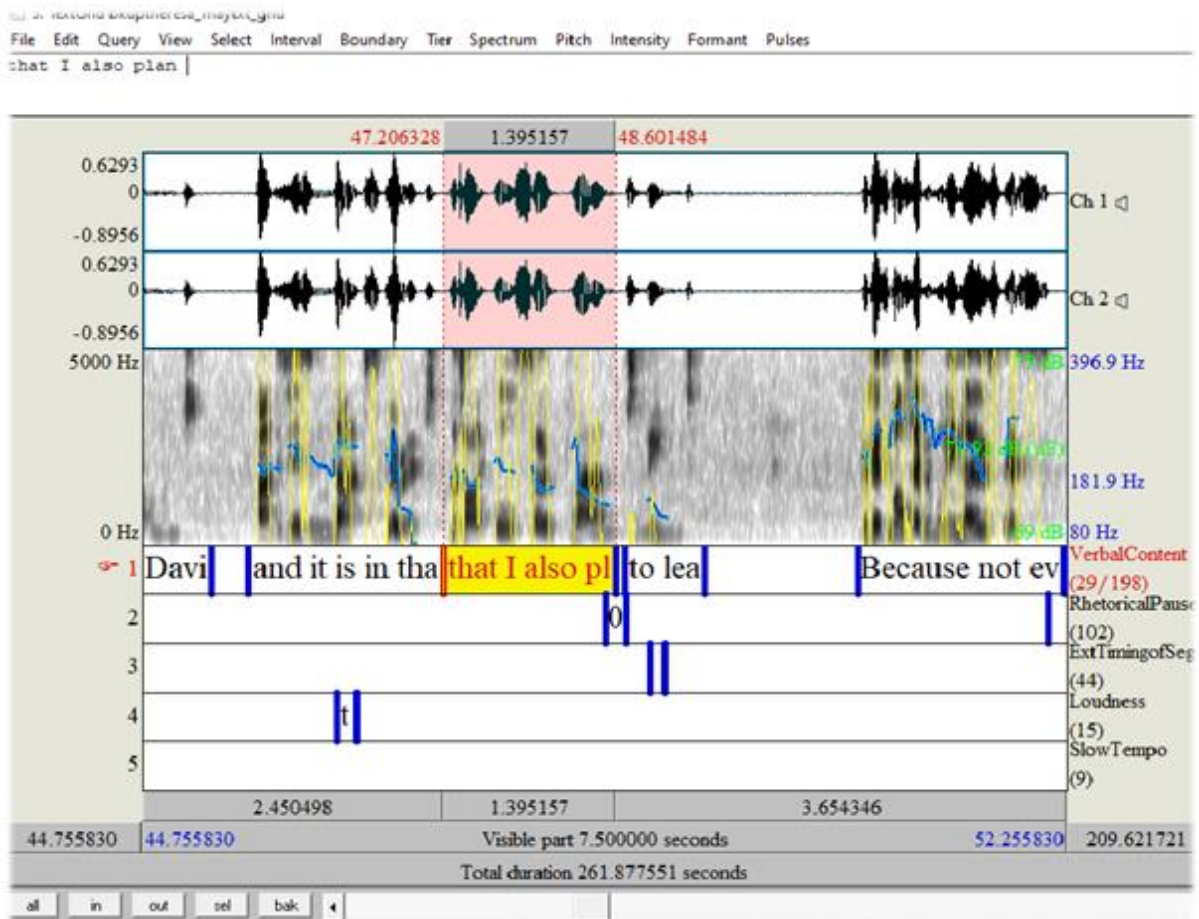 File Edit Query View Select Interval Boundary Tier Spectrum Pitch Intensity Formant Pulses
that I also plan
47.206328 1.395157 48.601484
0.6293
0
-0.8956
Ch 1
0.6293
0
-0.8956
Ch 2
5000 Hz
396.9 Hz
181.9 Hz
0 Hz
80 Hz
1 Davi and it is in tha that I also pl to lea Because not ev VerbalContent
(29/198)
2 0 RhetoricalPause
(102)
3 ExtTimingofSeg
(44)
4 t Loudness
(15)
5 SlowTempo
(9)
2.450498 1.395157 3.654346
44.755830 44.755830 Visible part 7.500000 seconds 52.255830 209.621721
Total duration 261.877551 seconds
all in out sel bak